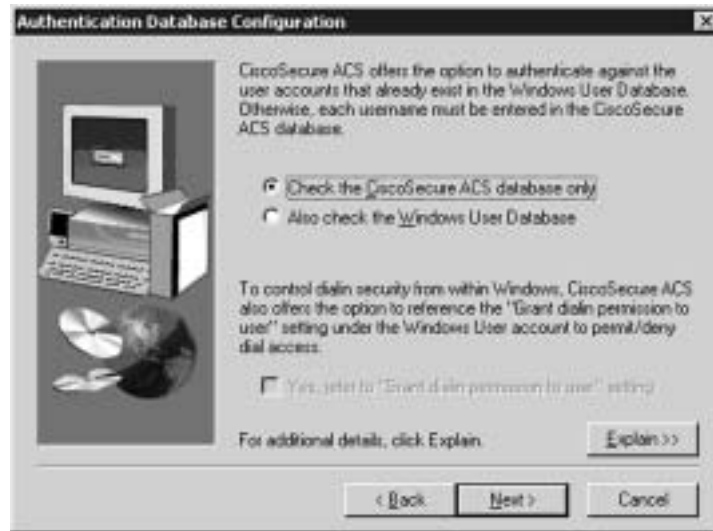 Authentication Database Configuration
CiscoSecure ACS offers the option to authenticate against the
user accounts that already exist in the Windows User Database.
Otherwise, each username must be entered in the CiscoSecure
ACS database.
Check the CiscoSecure ACS database only
Also check the Windows User Database
To control dialin security from within Windows, CiscoSecure ACS
also offers the option to reference the "Grant dialin permission to
user" setting under the Windows User account to permit/deny
dial access.
Yes, refer to "Grant dialin permission to user" setting
For additional details, click Explain.
Explain >>
< Back
Next >
Cancel